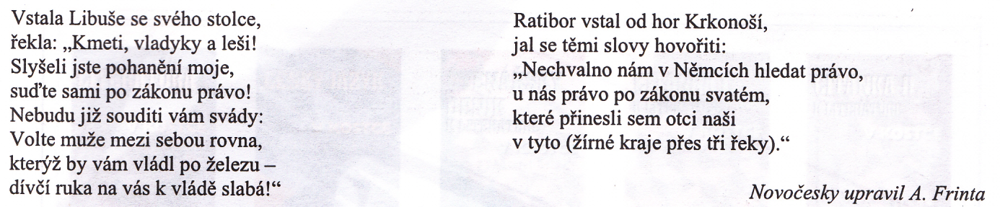 Vstala Libuše se svého stolce,
řekla: „Kmeti, vladyky a leši!
Slyšeli jste pohanění moje,
suďte sami po zákonu právo!
Nebudu již souditi vám svády:
Volte muže mezi sebou rovna,
kterýž by vám vládl po železu –
dívčí ruka na vás k vládě slabá!“
Ratibor vstal od hor Krkonoší,
jal se těmi slovy hovořiti:
„Nechvalno nám v Němcích hledat právo,
u nás právo po zákonu svatém,
které přinesli sem otci naši
v tyto (žírné kraje přes tři řeky).“
Novočesky upravil A. Frinta